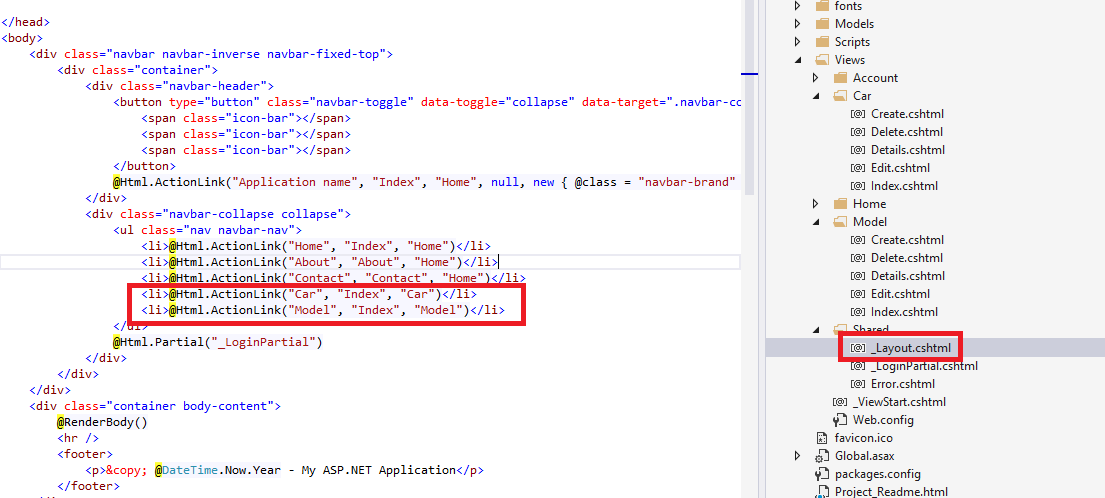 </head>
<body>
<div class="navbar navbar-inverse navbar-fixed-top">
<div class="container">
<div class="navbar-header">
<button type="button" class="navbar-toggle" data-toggle="collapse" data-target=".navbar-co
<span class="icon-bar"></span>
<span class="icon-bar"></span>
<span class="icon-bar"></span>
</button>
@Html.ActionLink("Application name", "Index", "Home", null, new { @class = "navbar-brand"
</div>
<div class="navbar-collapse collapse">
<ul class="nav navbar-nav">
<li>@Html.ActionLink("Home", "Index", "Home")</li>
<li>@Html.ActionLink("About", "About", "Home")</li>
<li>@Html.ActionLink("Contact", "Contact", "Home")</li>
<li>@Html.ActionLink("Car", "Index", "Car")</li>
<li>@Html.ActionLink("Model", "Index", "Model")</li>
</ul>
@Html.Partial("_LoginPartial")
</div>
</div>
</div>
<div class="container body-content">
@RenderBody()
<hr />
<footer>
<p>&copy; @DateTime.Now.Year - My ASP.NET Application</p>
</footer>
fonts
Models
Scripts
Views
Account
Car
Create.cshtml
Delete.cshtml
Details.cshtml
Edit.cshtml
Index.cshtml
Home
Model
Create.cshtml
Delete.cshtml
Details.cshtml
Edit.cshtml
Index.cshtml
Shared
_Layout.cshtml
_LoginPartial.cshtml
Error.cshtml
_ViewStart.cshtml
Web.config
favicon.ico
Global.asax
packages.config
Project_Readme.html